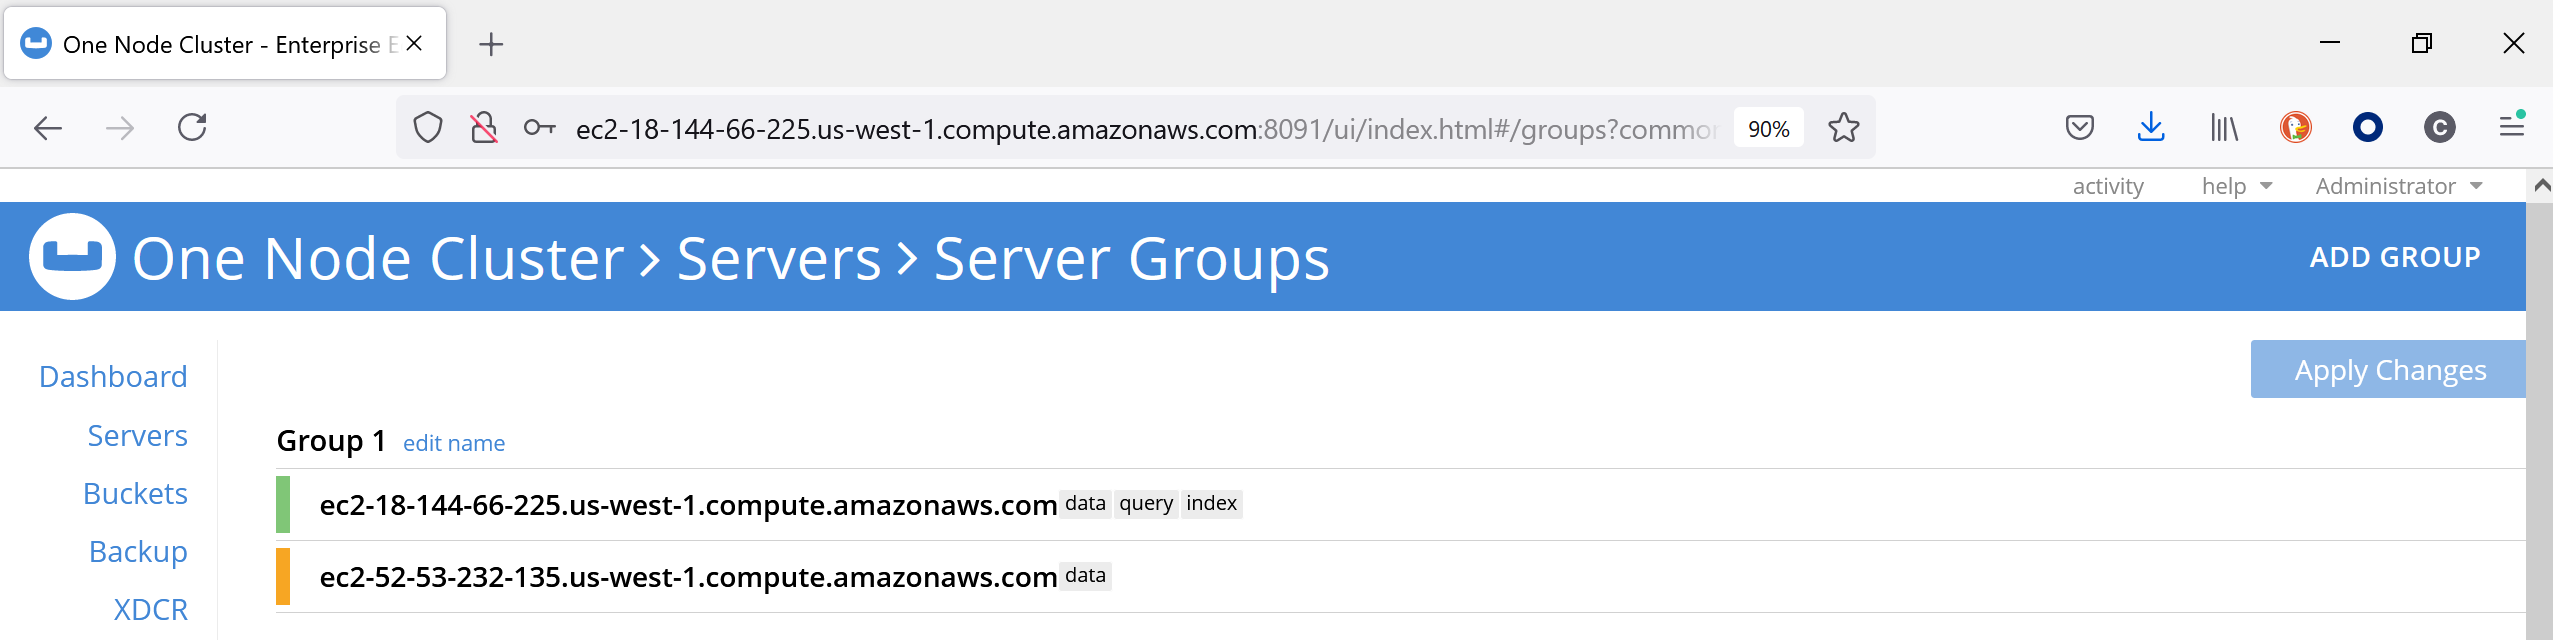 One Node Cluster - Enterprise E
ec2-18-144-66-225.us-west-1.compute.amazonaws.com:8091/ui/index.html#/groups?common
90%
C
activity help Administrator
One Node Cluster > Servers > Server Groups
ADD GROUP
Dashboard
Servers
Buckets
Backup
XDCR
Apply Changes
Group 1 edit name
ec2-18-144-66-225.us-west-1.compute.amazonaws.com data query index
ec2-52-53-232-135.us-west-1.compute.amazonaws.com data